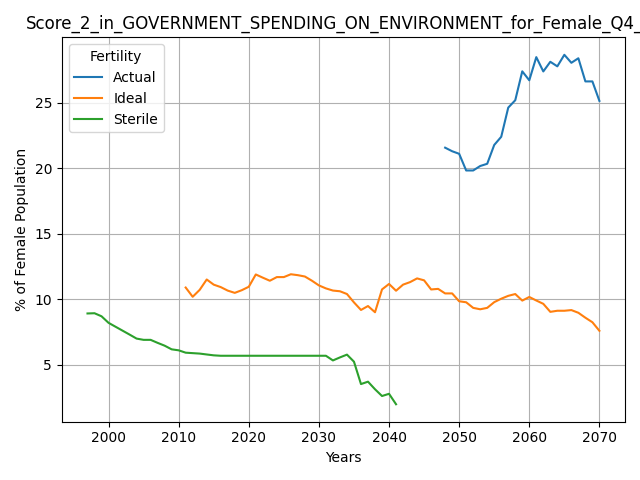 Score_2_in_GOVERNMENT_SPENDING_ON_ENVIRONMENT_for_Female_Q4_
Fertility
Actual
Ideal
Sterile
% of Female Population
25
20
15
10
5
2000 2010 2020 2030 2040 2050 2060 2070
Years